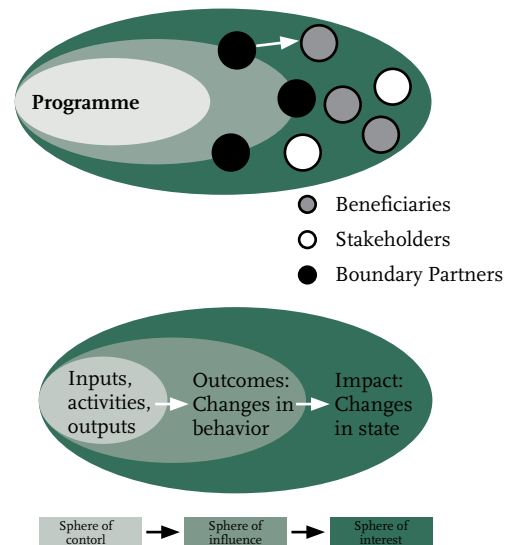 Programme
Beneficiaries
Stakeholders
Boundary Partners
Inputs,
activities,
outputs
Outcomes:
Changes in
behavior
Impact:
Changes
in state
Sphere of
contorl
Sphere of
influence
Sphere of
interest